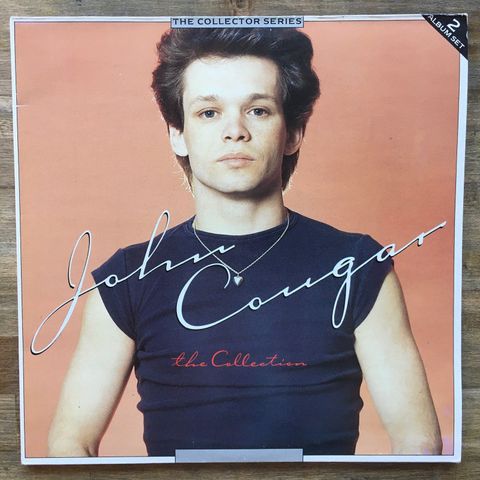 THE COLLECTOR SERIES
2
ALBUM SET
John
Cougar
the Collection